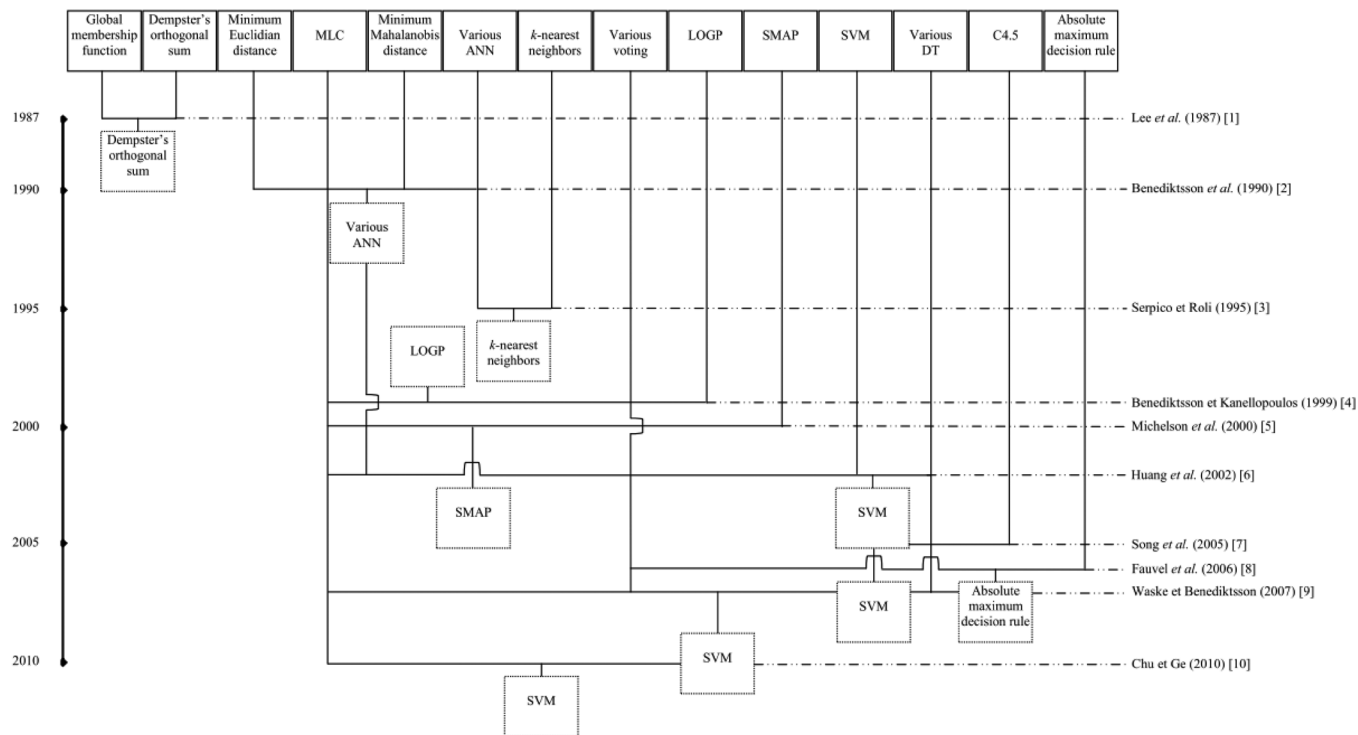 Global
membership
function
Dempster's
orthogonal
sum
Minimum
Euclidian
distance
MLC
Minimum
Mahalanobis
distance
Various
ANN
k-nearest
neighbors
Various
voting
LOGP
SMAP
SVM
Various
DT
C4.5
Absolute
maximum
decision rule
1987
Lee et al. (1987) [1]
Dempster's
orthogonal
sum
1990
Benediktsson et al. (1990) [2]
Various
ANN
1995
Serpico et Roli (1995) [3]
LOGP
k-nearest
neighbors
Benediktsson et Kanellopoulos (1999) [4]
2000
Michelson et al. (2000) [5]
Huang et al. (2002) [6]
SMAP
SVM
2005
Song et al. (2005) [7]
Fauvel et al. (2006) [8]
SVM
Absolute
maximum
decision rule
Waske et Benediktsson (2007) [9]
SVM
2010
Chu et Ge (2010) [10]
SVM